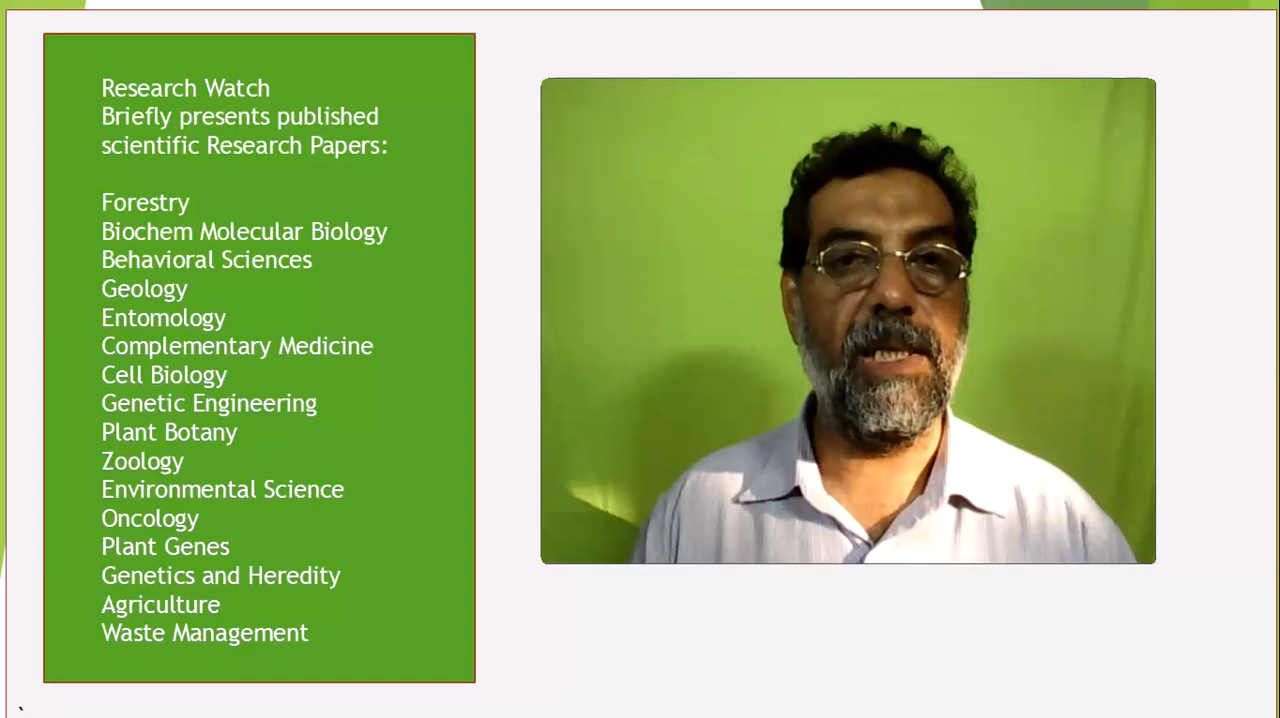 Research Watch
Briefly presents published
scientific Research Papers:
Forestry
Biochem Molecular Biology
Behavioral Sciences
Geology
Entomology
Complementary Medicine
Cell Biology
Genetic Engineering
Plant Botany
Zoology
Environmental Science
Oncology
Plant Genes
Genetics and Heredity
Agriculture
Waste Management
`